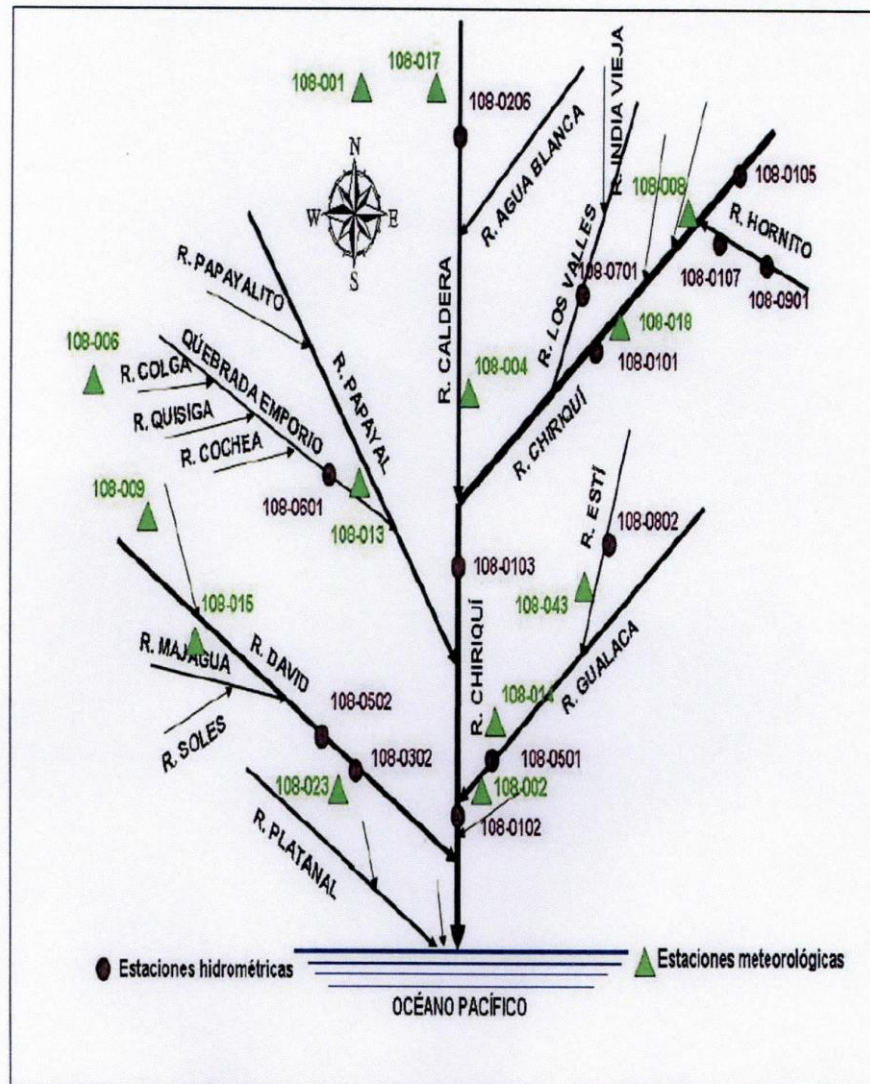 108-017
108-001
108-0206
R. AGUA BLANCA
R. INDIA VIEJA
108-008
108-0105
R. HORNITO
N
W
E
S
R. PAPAYALITO
R. CALDERA
R. LOS VALLES
108-0701
108-0107
108-0901
108-018
108-006
R. COLGA
QUEBRADA EMPORIO
R. PAPAYAL
108-004
108-0101
R. QUISIGA
R. COCHEA
R. CHIRIQUÍ
108-009
108-0601
108-013
R. ESTÍ
108-0802
108-0103
108-043
108-015
R. MAJAGUA
R. DAVID
R. CHIRIQUÍ
R. GUALACA
108-014
R. SOLES
108-0502
108-0302
108-0501
108-023
108-002
108-0102
R. PLATANAL
Estaciones hidrométricas
Estaciones meteorológicas
OCÉANO PACÍFICO